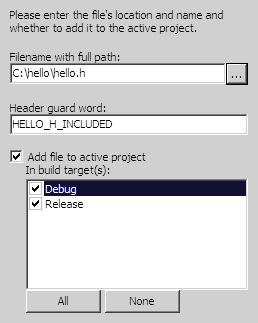 Please enter the file's location and name and
whether to add it to the active project.
Filename with full path:
C:\hello\hello.h
...
Header guard word:
HELLO_H_INCLUDED
Add file to active project
In build target(s):
Debug
Release
All
None